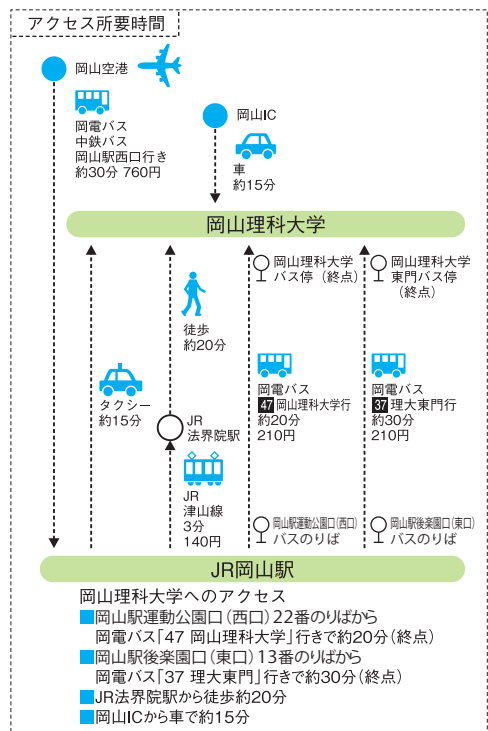 アクセス所要時間
岡山空港
岡電バス
中鉄バス
岡山駅西口行き
約30分 760円
岡山IC
車
約15分
岡山理科大学
タクシー
約15分
徒歩
約20分
JR
法界院駅
JR
津山線
3分
140円
岡山理科大学
バス停（終点）
岡電バス
47 岡山理科大学行
約20分
210円
岡山駅運動公園口（西口）
バスのりば
岡山理科大学
東門バス停
（終点）
岡電バス
37 理大東門行
約30分
210円
岡山駅後楽園口（東口）
バスのりば
JR岡山駅
岡山理科大学へのアクセス
■岡山駅運動公園口（西口）22番のりばから
岡電バス「47 岡山理科大学」行きで約20分（終点）
■岡山駅後楽園口（東口）13番のりばから
岡電バス「37 理大東門」行きで約30分（終点）
■JR法界院駅から徒歩約20分
■岡山ICから車で約15分